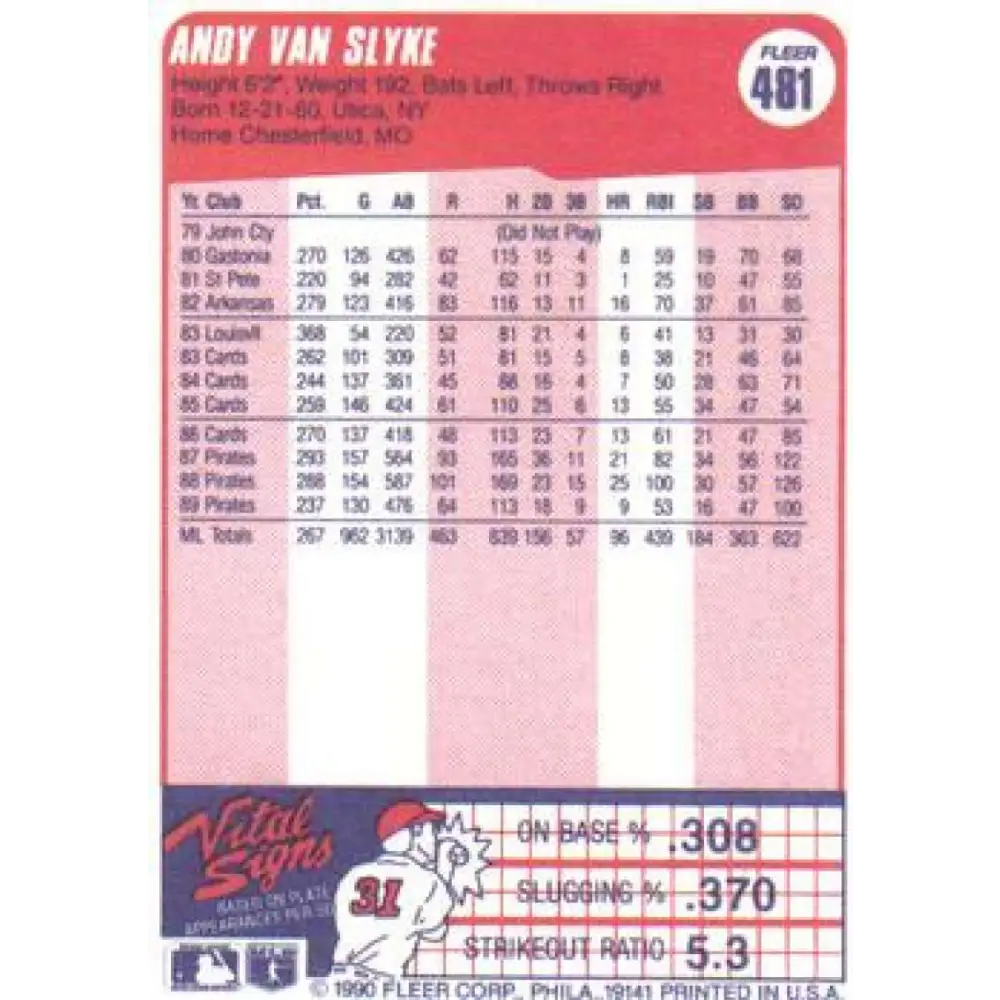 ANDY VAN SLYKE
FLEER
481
Height 6'2", Weight 192, Bats Left, Throws Right
Born 12-21-60, Utica, NY
Home Chesterfield, MO
Yr. Club Pct. G AB R H 2B 3B HR RBI SB BB SO
79 John Cty (Did Not Play)
80 Gastonia .270 126 426 62 115 15 4 8 59 19 70 68
81 St Pete .220 94 282 42 62 11 3 1 25 10 47 55
82 Arkansas .279 123 416 83 116 13 11 16 70 37 61 85
83 Louisvll .368 54 220 52 81 21 4 6 41 13 31 30
83 Cards .262 101 309 51 81 15 5 8 38 21 46 64
84 Cards .244 137 361 45 88 16 4 7 50 28 63 71
85 Cards .259 146 424 61 110 25 6 13 55 34 47 54
86 Cards .270 137 418 48 113 23 7 13 61 21 47 85
87 Pirates .293 157 564 93 165 36 11 21 82 34 56 122
88 Pirates .288 154 587 101 169 23 15 25 100 30 57 126
89 Pirates .237 130 476 64 113 18 9 9 53 16 47 100
ML Totals .267 962 3139 463 839 156 57 96 439 184 363 622
Vital
Signs
RATED ON PLATE
APPEARANCES PER SO
31
ON BASE % .308
SLUGGING % .370
STRIKEOUT RATIO 5.3
© 1990 FLEER CORP., PHILA., 19141 PRINTED IN U.S.A.